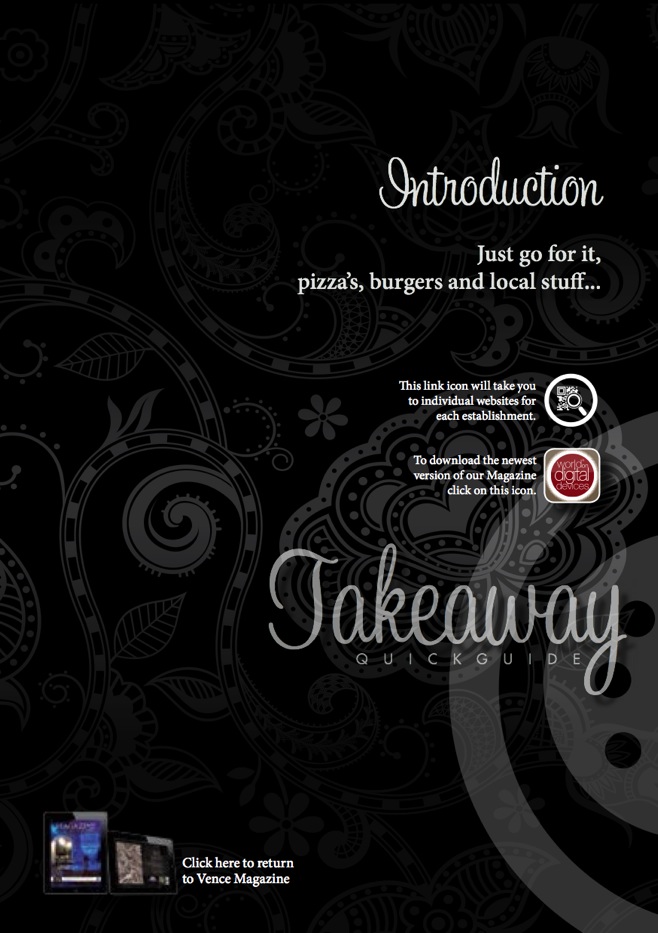 Introduction
Just go for it,
pizza's, burgers and local stuff...
This link icon will take you
to individual websites for
each establishment.
To download the newest
version of our Magazine
click on this icon.
world on
digital
devices
Takeaway
QUICKGUIDE
MAGAZINE
Click here to return
to Vence Magazine